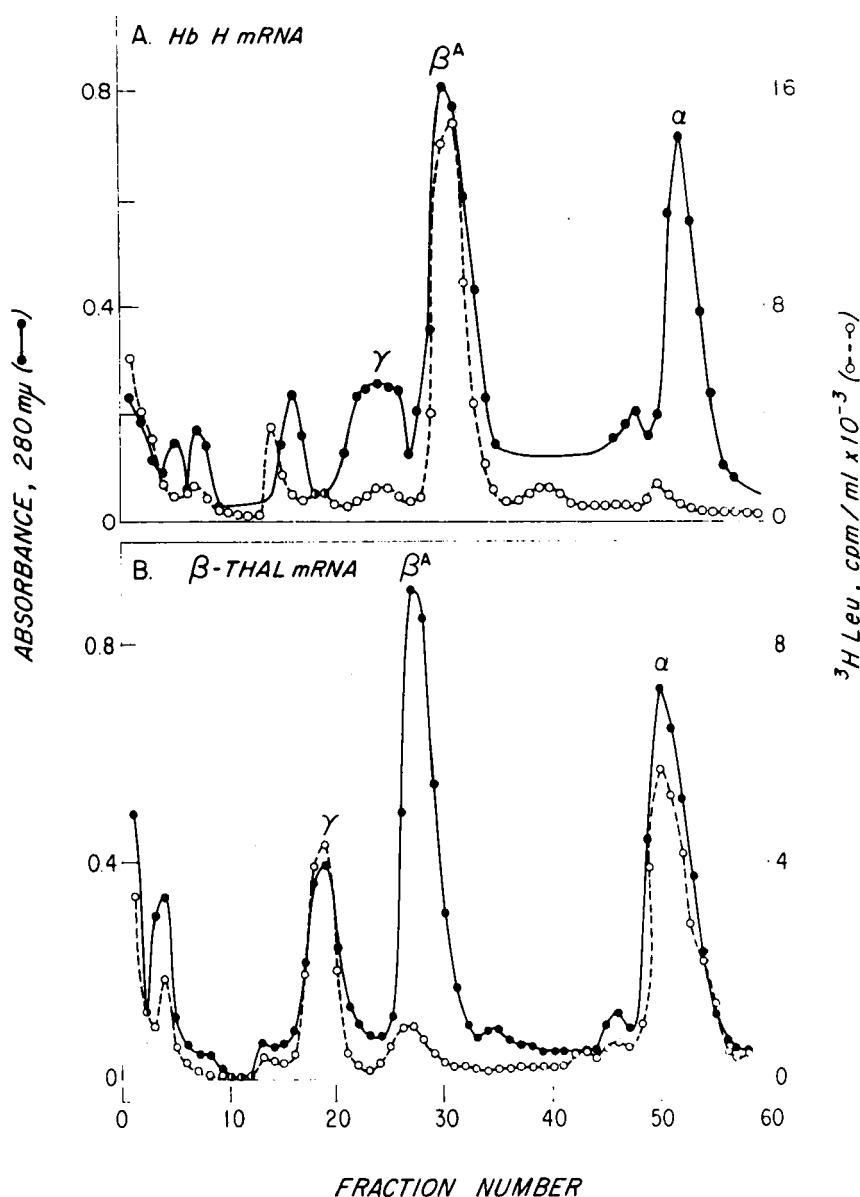 A. Hb H mRNA
β^A
α
γ
0.8
0.4
0
16
8
0
B. β-THAL mRNA
β^A
α
γ
0.8
0.4
0
8
4
0
0 10 20 30 40 50 60
FRACTION NUMBER
ABSORBANCE, 280 mμ (●—●)
³H Leu, cpm/ml x10⁻³ (○---○)